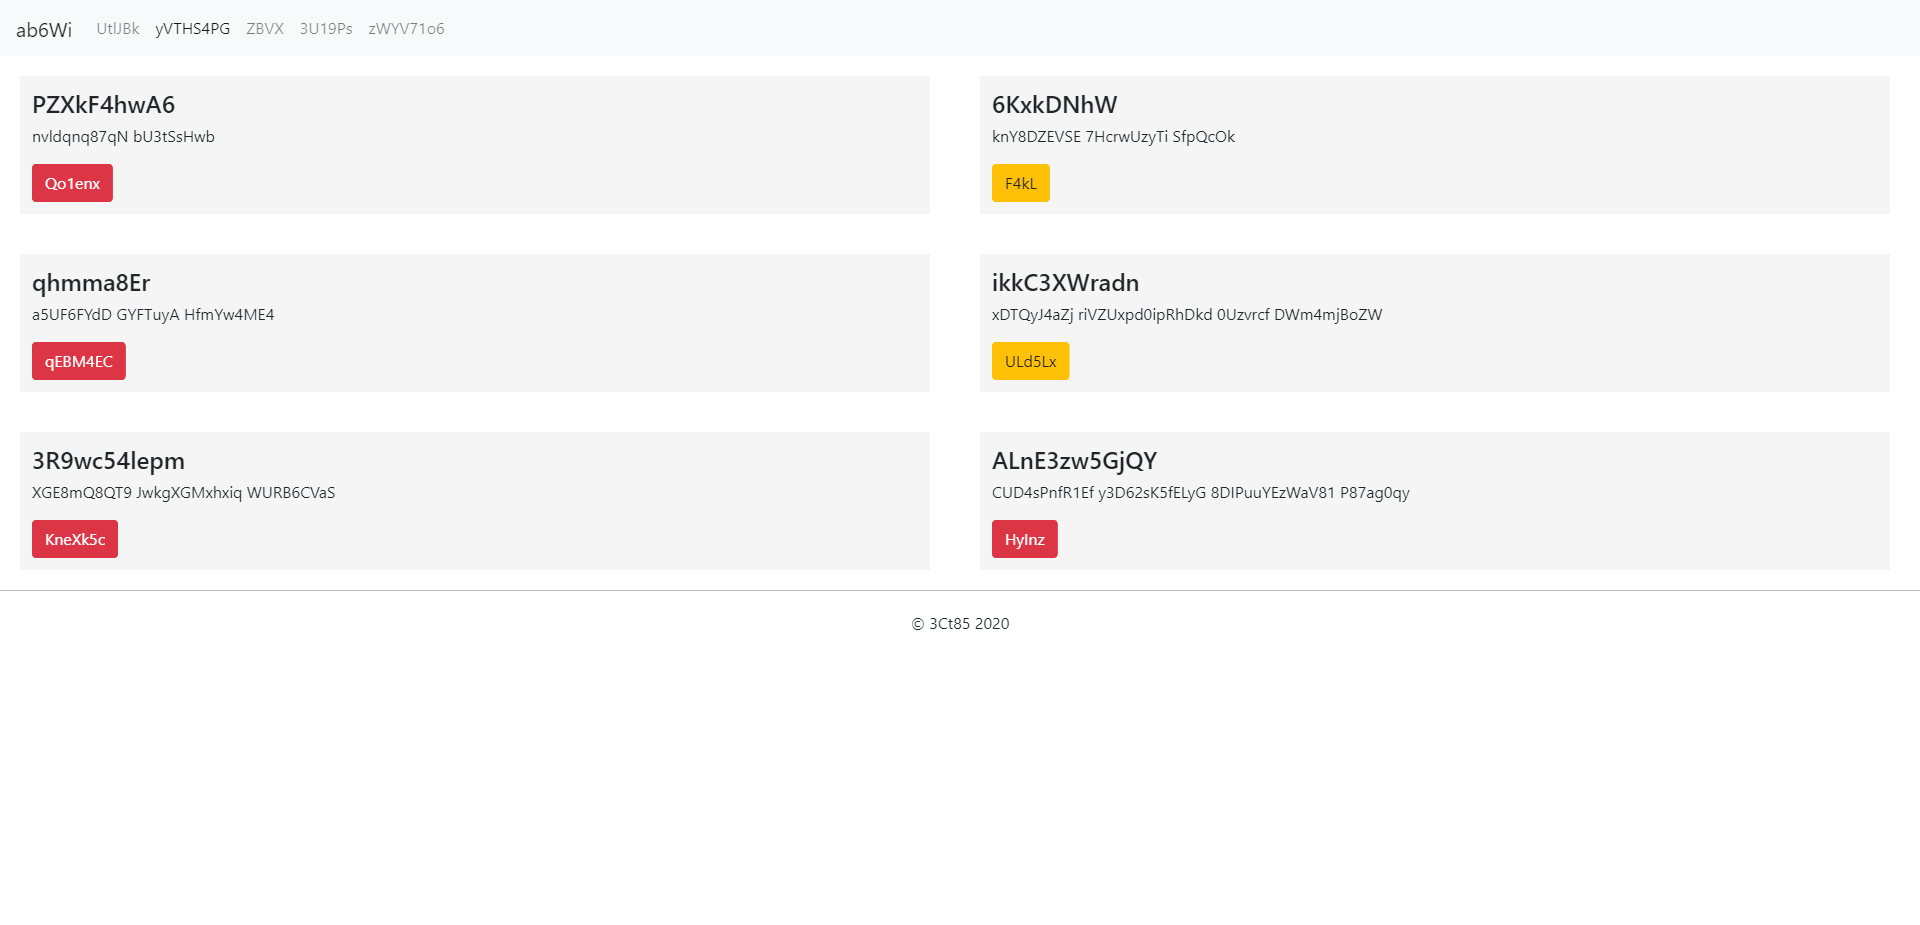 ab6Wi UtlJBk yVTHS4PG ZBVX 3U19Ps zWYV71o6
PZXkF4hwA6
nvldqnq87qN bU3tSsHwb
Qo1enx
6KxkDNhW
knY8DZEVSE 7HcrwUzyTi SfpQcOk
F4kL
qhmma8Er
a5UF6FYdD GYFTuyA HfmYw4ME4
qEBM4EC
ikkC3XWradn
xDTQyJ4aZj riVZUxpd0ipRhDkd 0Uzvrcf DWm4mjBoZW
ULd5Lx
3R9wc54lepm
XGE8mQ8QT9 JwkgXGMxhxiq WURB6CVaS
KneXk5c
ALnE3zw5GjQY
CUD4sPnfR1Ef y3D62sK5fELyG 8DIPuuYEzWaV81 P87ag0qy
HyInz
© 3Ct85 2020